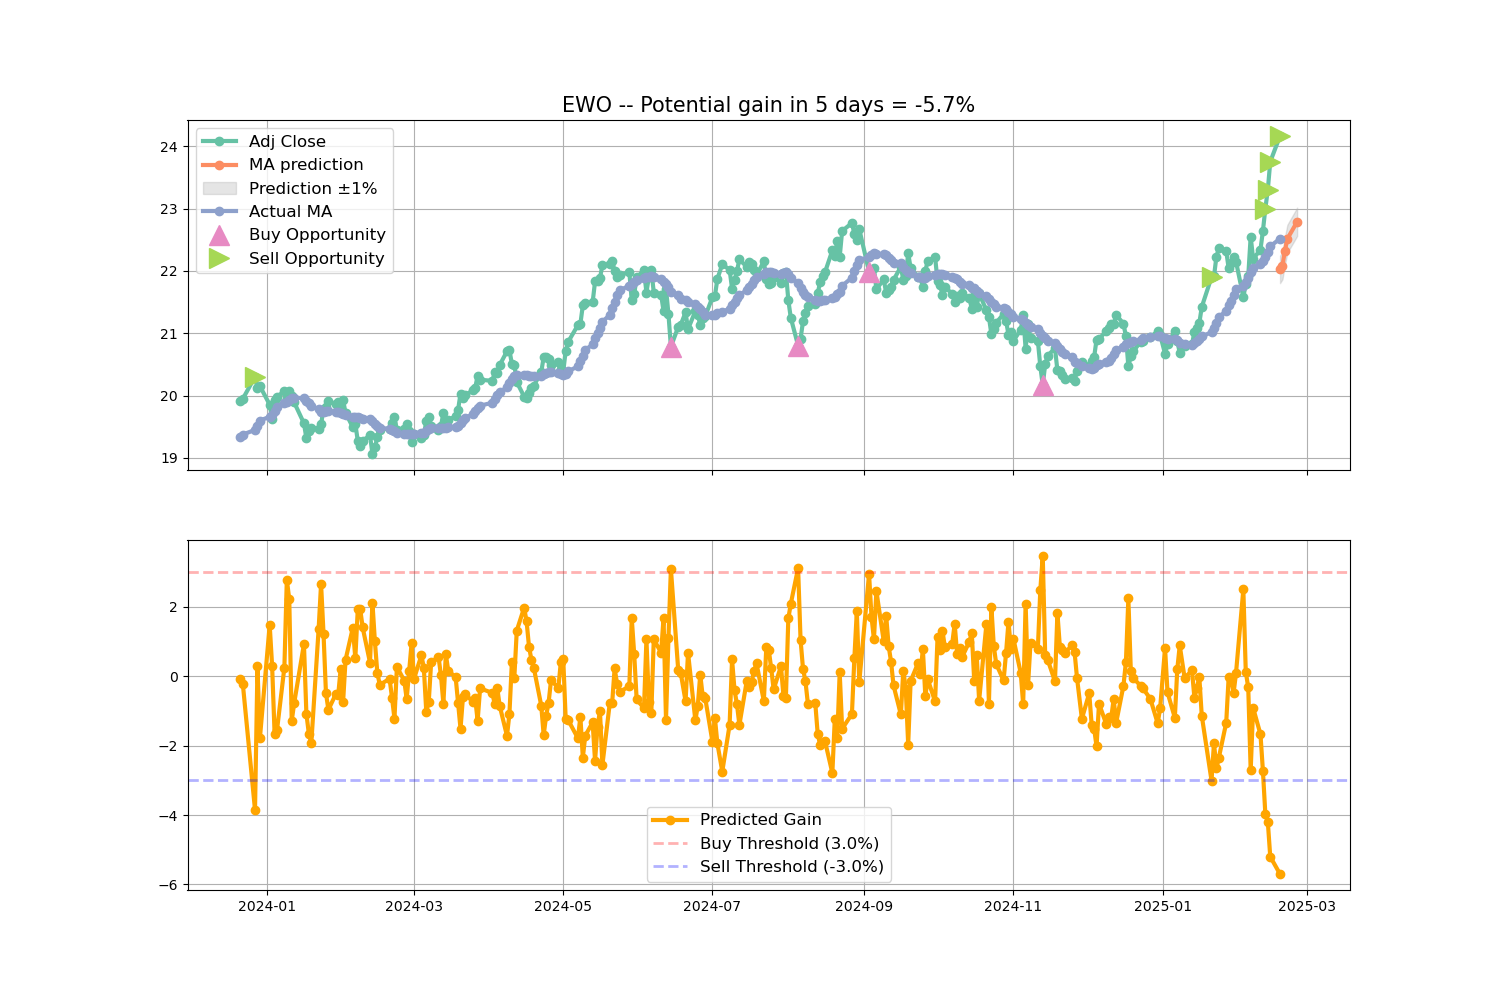 EWO -- Potential gain in 5 days = -5.7%
24
23
22
21
20
19
Adj Close
MA prediction
Prediction ±1%
Actual MA
Buy Opportunity
Sell Opportunity
2
0
−2
−4
−6
Predicted Gain
Buy Threshold (3.0%)
Sell Threshold (-3.0%)
2024-01
2024-03
2024-05
2024-07
2024-09
2024-11
2025-01
2025-03